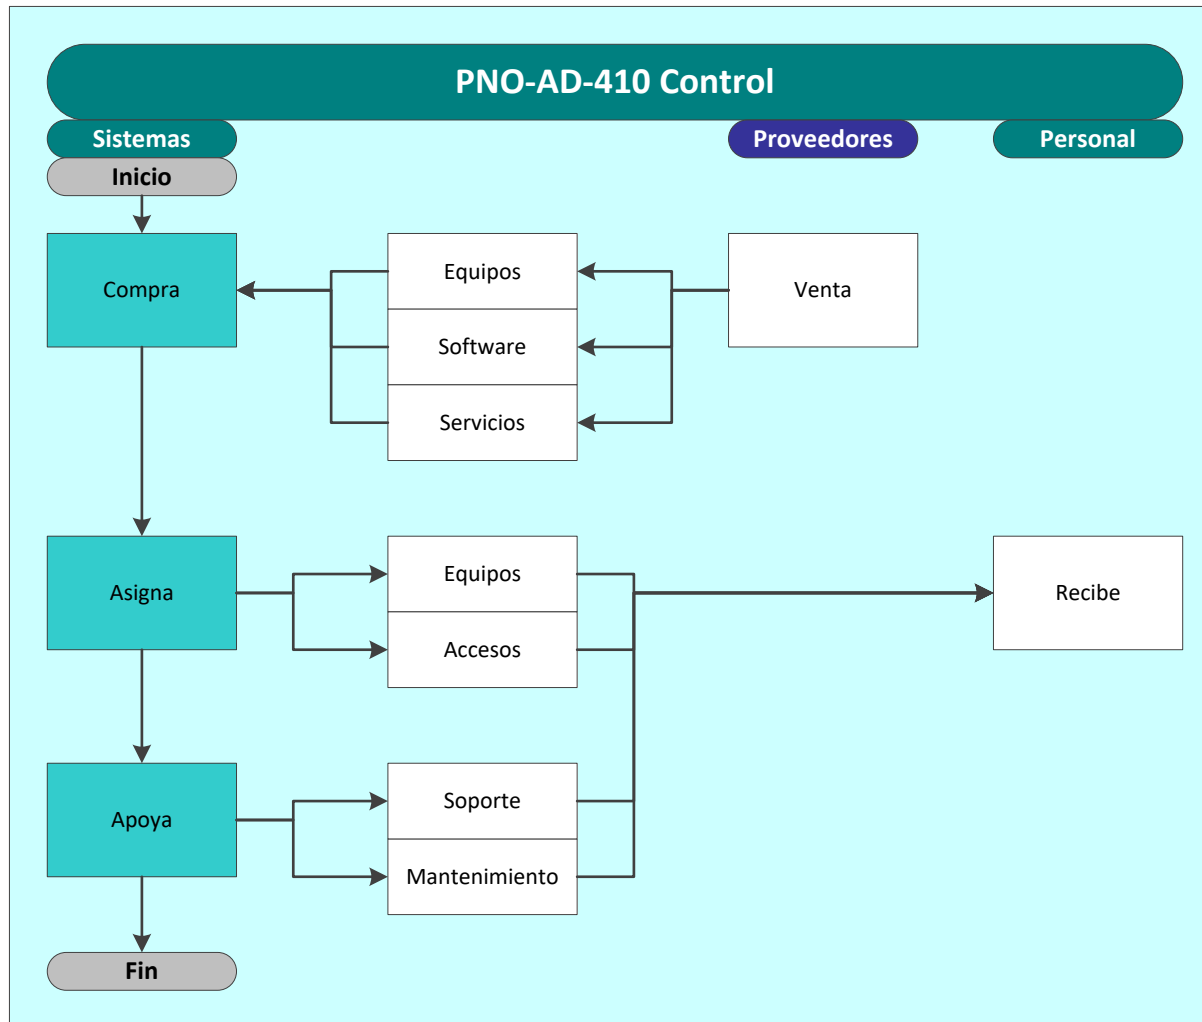 PNO-AD-410 Control
Sistemas
Proveedores
Personal
Inicio
Compra
Equipos
Venta
Software
Servicios
Asigna
Equipos
Recibe
Accesos
Apoya
Soporte
Mantenimiento
Fin